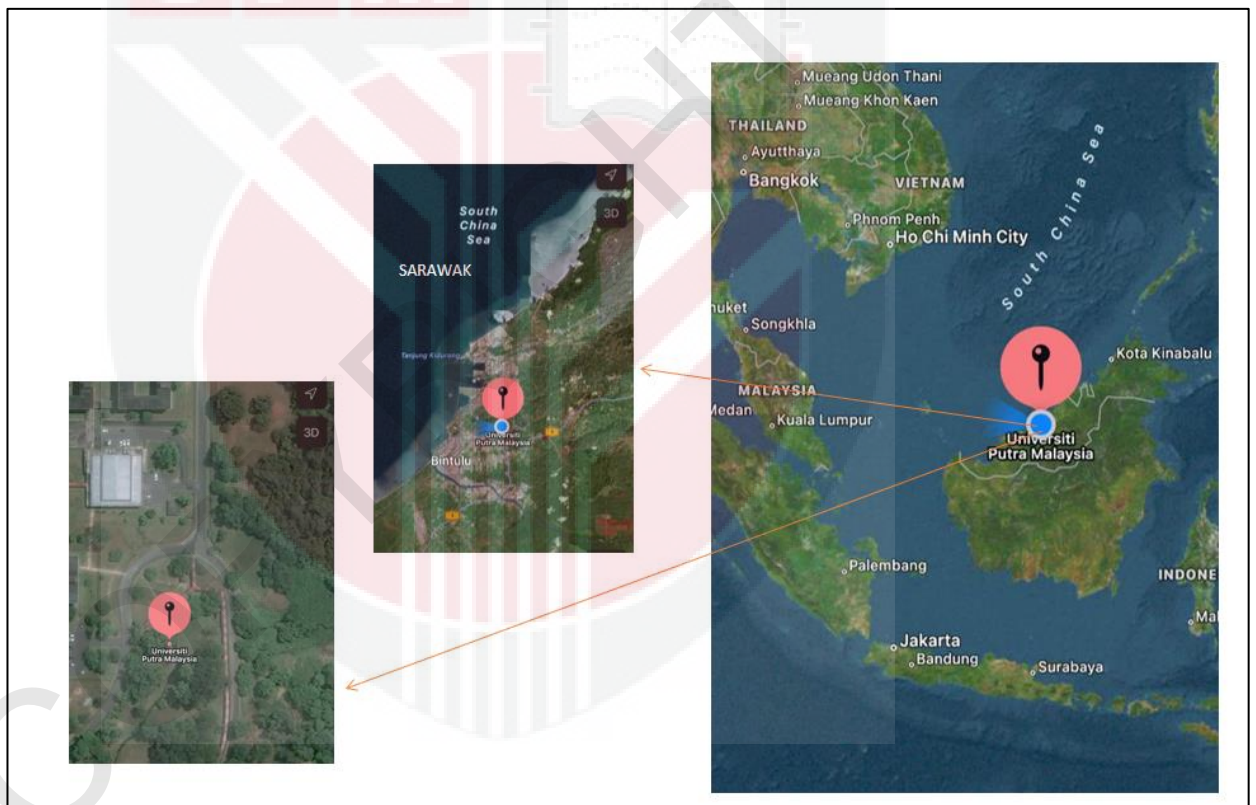 Mueang Udon Thani
Mueang Khon Kaen
THAILAND
Ayutthaya
Bangkok
VIETNAM
Phnom Penh
Ho Chi Minh City
South China Sea
Songkhla
Kota Kinabalu
MALAYSIA
Medan
Kuala Lumpur
Universiti
Putra Malaysia
Palembang
INDONE
Jakarta
Bandung
Surabaya
South
China
Sea
3D
SARAWAK
Tanjung Kidurong
Universiti
Putra Malaysia
Bintulu
3D
Universiti
Putra Malaysia